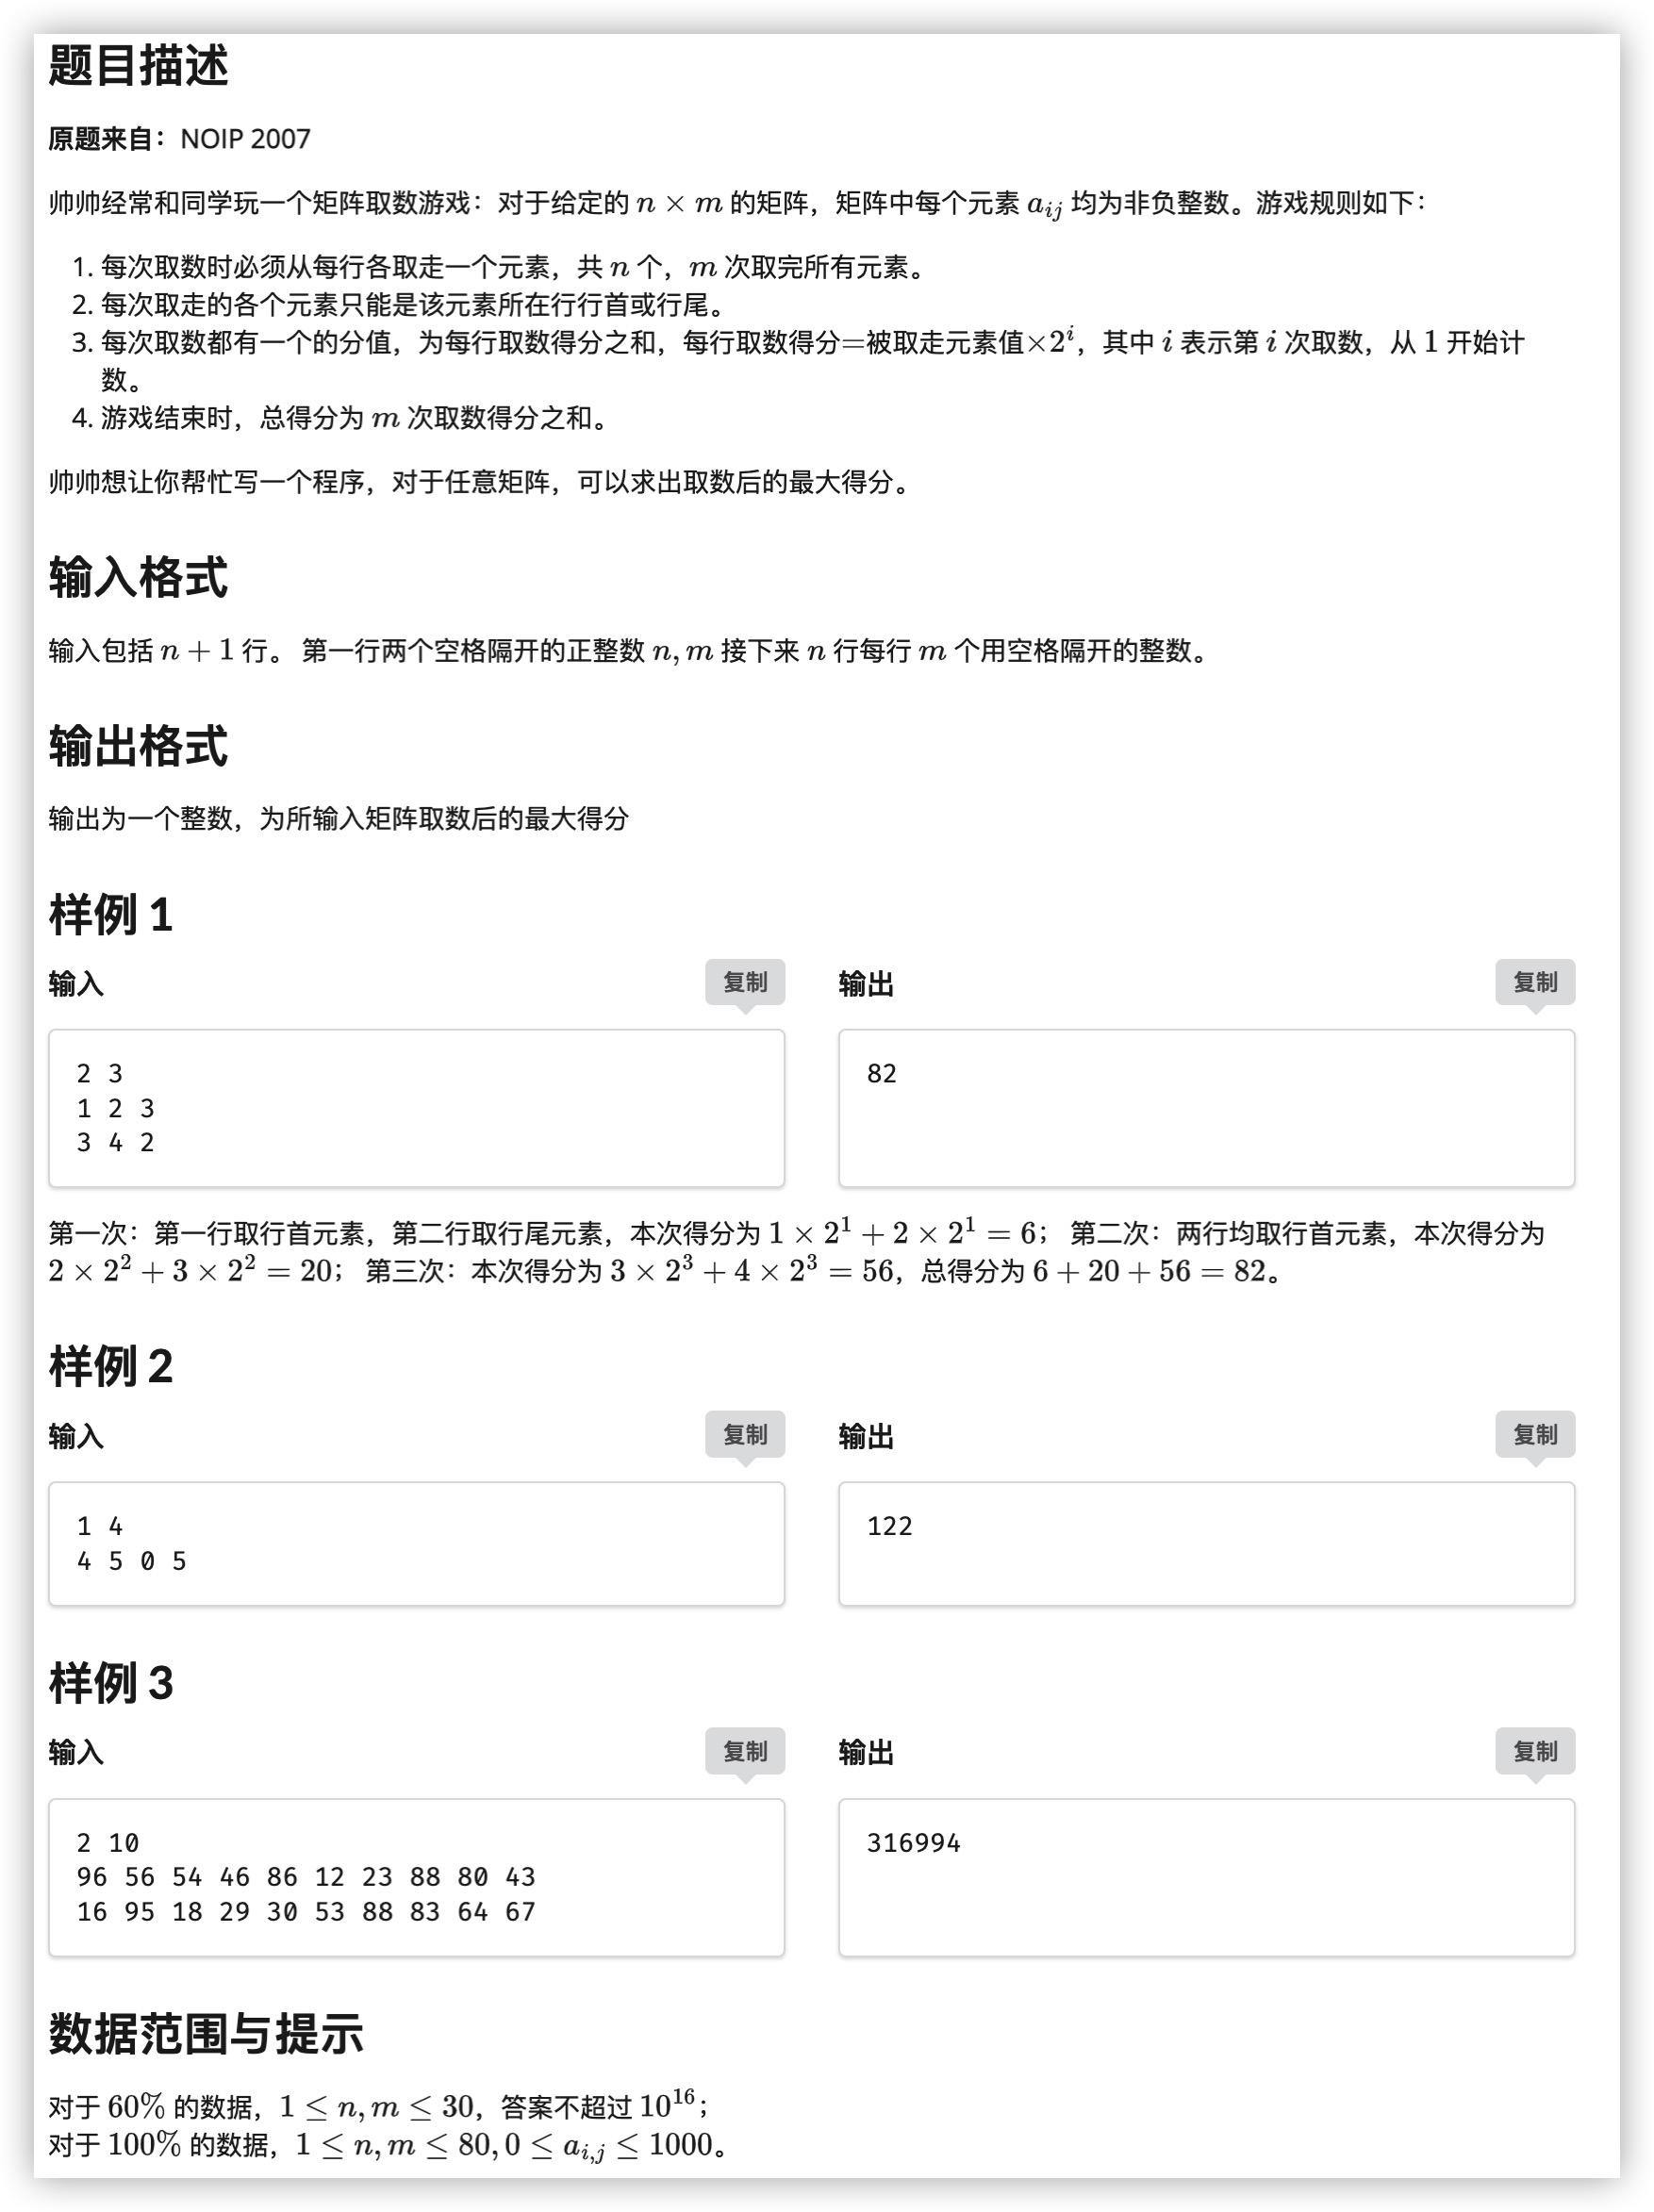 题目描述
原题来自：NOIP 2007
帅帅经常和同学玩一个矩阵取数游戏：对于给定的 n × m 的矩阵，矩阵中每个元素 a_{ij} 均为非负整数。游戏规则如下：
1. 每次取数时必须从每行各取走一个元素，共 n 个，m 次取完所有元素。
2. 每次取走的各个元素只能是该元素所在行行首或行尾。
3. 每次取数都有一个的分值，为每行取数得分之和，每行取数得分=被取走元素值×2^i，其中 i 表示第 i 次取数，从 1 开始计
数。
4. 游戏结束时，总得分为 m 次取数得分之和。
帅帅想让你帮忙写一个程序，对于任意矩阵，可以求出取数后的最大得分。
输入格式
输入包括 n + 1 行。 第一行两个空格隔开的正整数 n, m 接下来 n 行每行 m 个用空格隔开的整数。
输出格式
输出为一个整数，为所输入矩阵取数后的最大得分
样例 1
输入 复制 输出 复制
2 3
1 2 3
3 4 2
82
第一次：第一行取行首元素，第二行取行尾元素，本次得分为 1 × 2^1 + 2 × 2^1 = 6； 第二次：两行均取行首元素，本次得分为
2 × 2^2 + 3 × 2^2 = 20； 第三次：本次得分为 3 × 2^3 + 4 × 2^3 = 56，总得分为 6 + 20 + 56 = 82。
样例 2
输入 复制 输出 复制
1 4
4 5 0 5
122
样例 3
输入 复制 输出 复制
2 10
96 56 54 46 86 12 23 88 80 43
16 95 18 29 30 53 88 83 64 67
316994
数据范围与提示
对于 60% 的数据，1 ≤ n, m ≤ 30，答案不超过 10^{16}；
对于 100% 的数据，1 ≤ n, m ≤ 80, 0 ≤ a_{i,j} ≤ 1000。